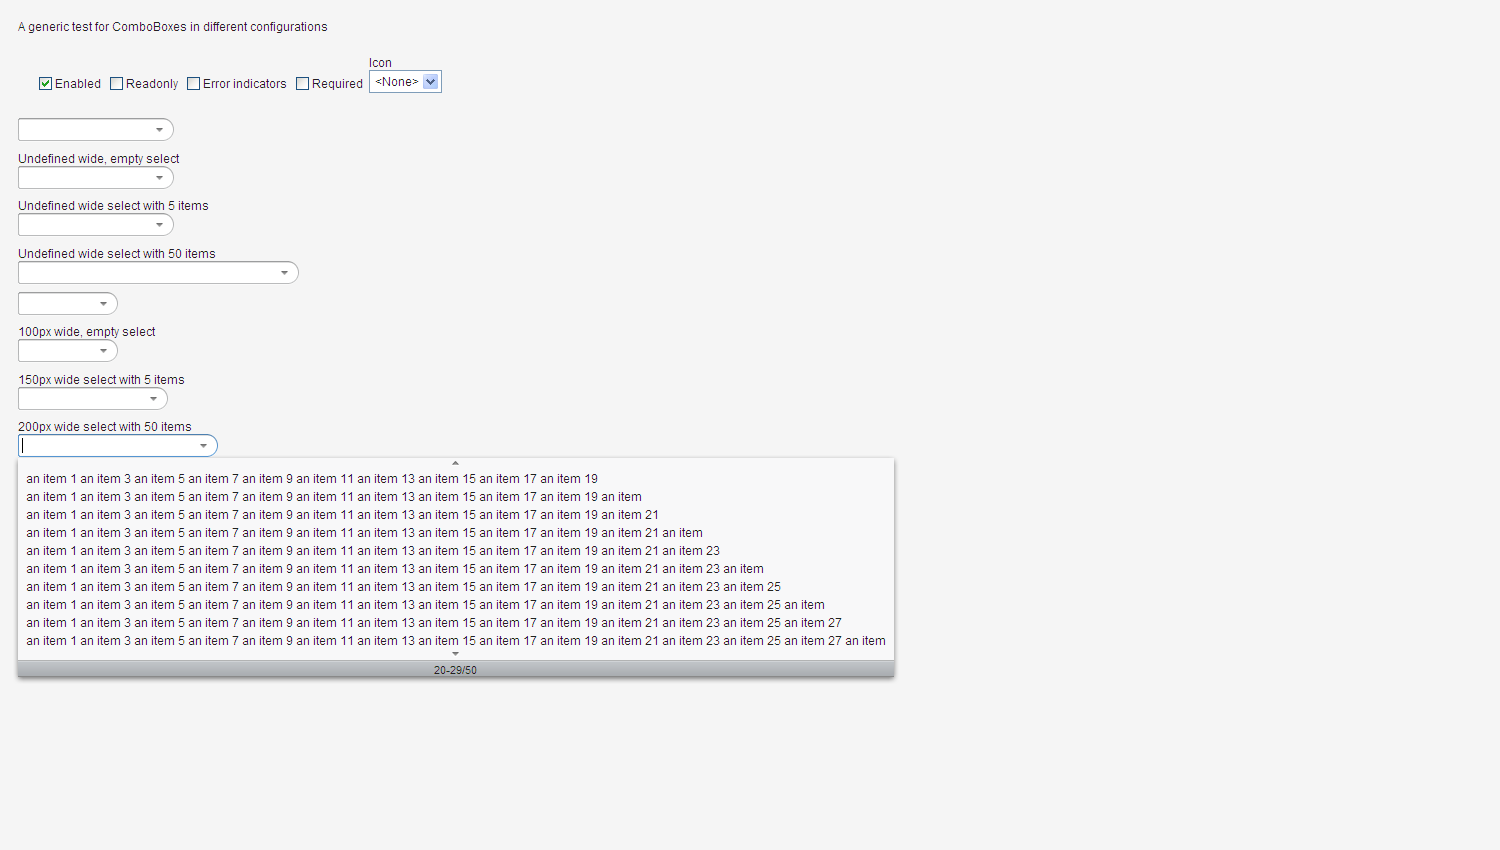 A generic test for ComboBoxes in different configurations
Icon
Enabled Readonly Error indicators Required <None>
Undefined wide, empty select
Undefined wide select with 5 items
Undefined wide select with 50 items
100px wide, empty select
150px wide select with 5 items
200px wide select with 50 items
an item 1 an item 3 an item 5 an item 7 an item 9 an item 11 an item 13 an item 15 an item 17 an item 19
an item 1 an item 3 an item 5 an item 7 an item 9 an item 11 an item 13 an item 15 an item 17 an item 19 an item
an item 1 an item 3 an item 5 an item 7 an item 9 an item 11 an item 13 an item 15 an item 17 an item 19 an item 21
an item 1 an item 3 an item 5 an item 7 an item 9 an item 11 an item 13 an item 15 an item 17 an item 19 an item 21 an item
an item 1 an item 3 an item 5 an item 7 an item 9 an item 11 an item 13 an item 15 an item 17 an item 19 an item 21 an item 23
an item 1 an item 3 an item 5 an item 7 an item 9 an item 11 an item 13 an item 15 an item 17 an item 19 an item 21 an item 23 an item
an item 1 an item 3 an item 5 an item 7 an item 9 an item 11 an item 13 an item 15 an item 17 an item 19 an item 21 an item 23 an item 25
an item 1 an item 3 an item 5 an item 7 an item 9 an item 11 an item 13 an item 15 an item 17 an item 19 an item 21 an item 23 an item 25 an item
an item 1 an item 3 an item 5 an item 7 an item 9 an item 11 an item 13 an item 15 an item 17 an item 19 an item 21 an item 23 an item 25 an item 27
an item 1 an item 3 an item 5 an item 7 an item 9 an item 11 an item 13 an item 15 an item 17 an item 19 an item 21 an item 23 an item 25 an item 27 an item
20-29/50